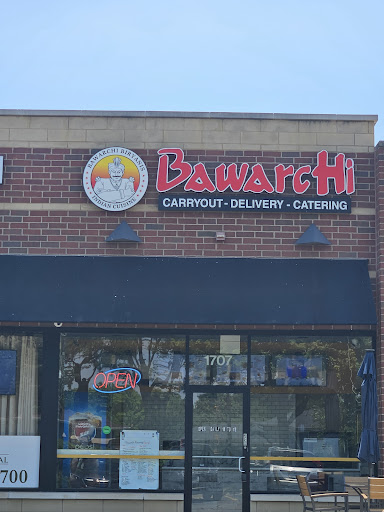 BAWARCHI BIRYANIS
INDIAN CUISINE
BawarcHi
CARRYOUT - DELIVERY - CATERING
1707
OPEN
700